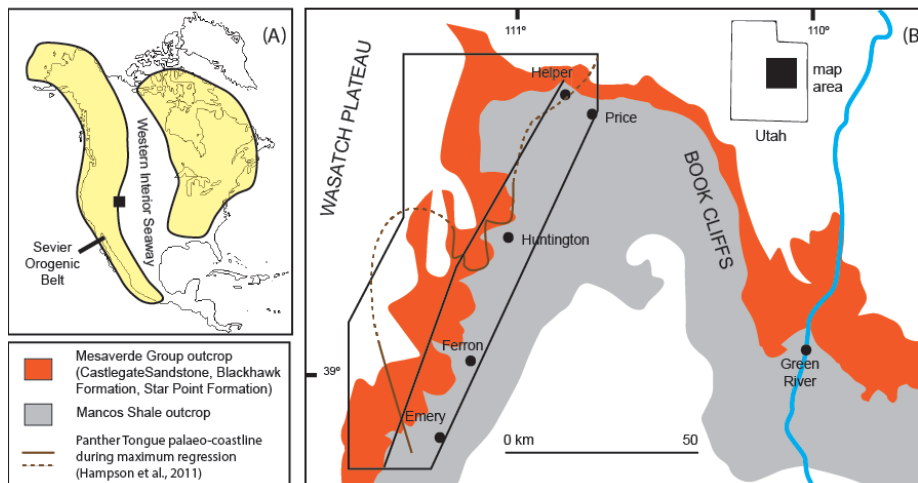 (A)
Western Interior Seaway
Sevier
Orogenic
Belt
Mesaverde Group outcrop
(CastlegateSandstone, Blackhawk
Formation, Star Point Formation)
Mancos Shale outcrop
Panther Tongue palaeo-coastline
during maximum regression
(Hampson et al., 2011)
111°
110°
(B)
WASATCH PLATEAU
Helper
Price
map
area
Utah
BOOK CLIFFS
Huntington
39°
Ferron
Green
River
Emery
0 km
50